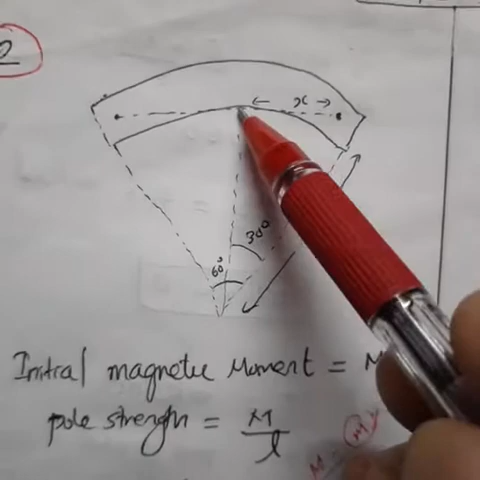 2
← x →
30°
60°
Initial magnetic Moment = M
pole strength = M/l
M
M